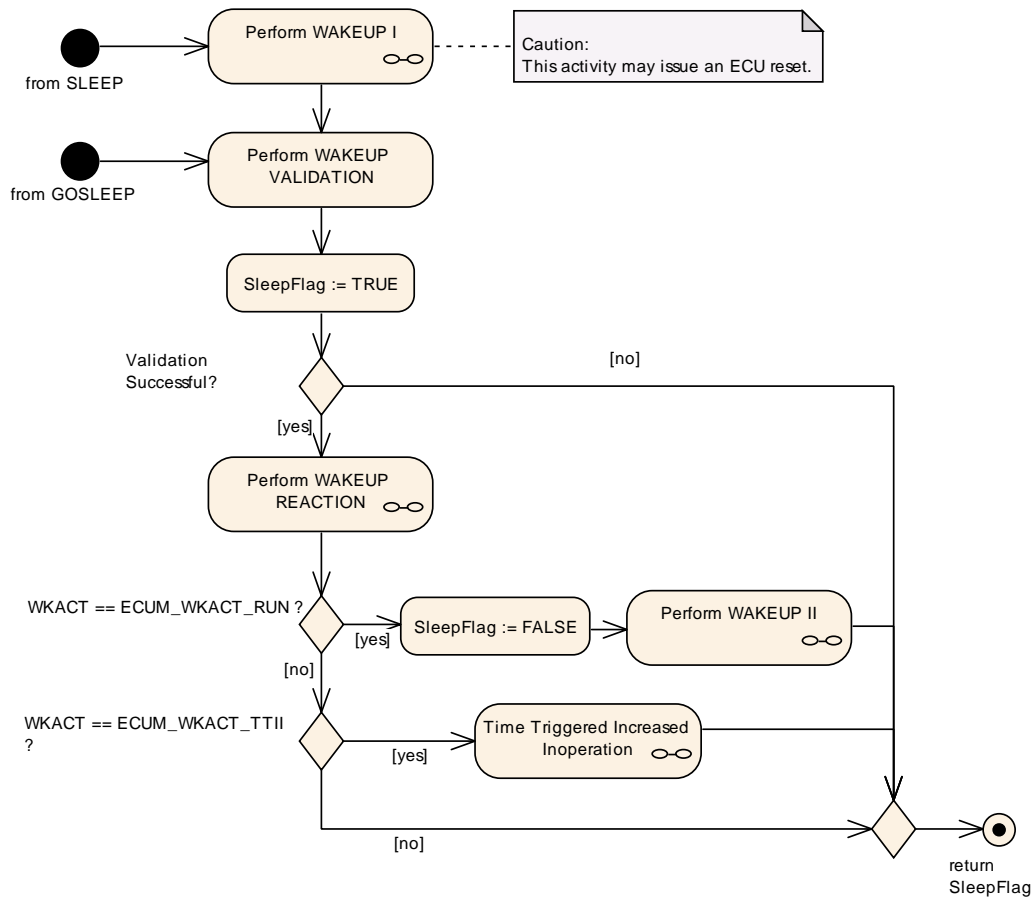 Perform WAKEUP I
Caution:
This activity may issue an ECU reset.
from SLEEP
Perform WAKEUP
VALIDATION
from GOSLEEP
SleepFlag := TRUE
Validation
Successful?
[no]
[yes]
Perform WAKEUP
REACTION
WKACT == ECUM_WKACT_RUN ?
[yes]
SleepFlag := FALSE
Perform WAKEUP II
[no]
WKACT == ECUM_WKACT_TTII
?
[yes]
Time Triggered Increased
Inoperation
[no]
return
SleepFlag